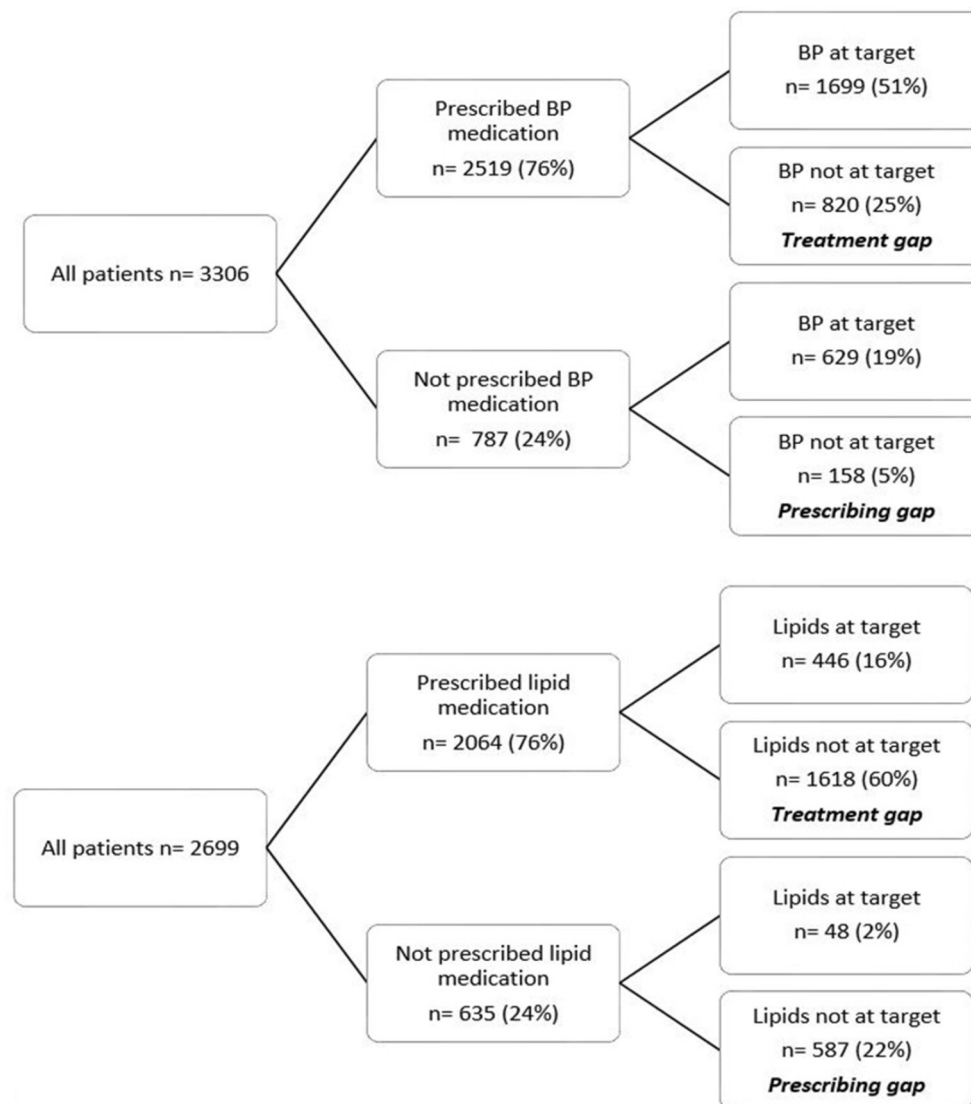 All patients n= 3306
Prescribed BP
medication
n= 2519 (76%)
BP at target
n= 1699 (51%)
BP not at target
n= 820 (25%)
Treatment gap
Not prescribed BP
medication
n=  787 (24%)
BP at target
n= 629 (19%)
BP not at target
n= 158 (5%)
Prescribing gap
All patients n= 2699
Prescribed lipid
medication
n= 2064 (76%)
Lipids at target
n= 446 (16%)
Lipids not at target
n= 1618 (60%)
Treatment gap
Not prescribed lipid
medication
n= 635 (24%)
Lipids at target
n= 48 (2%)
Lipids not at target
n= 587 (22%)
Prescribing gap